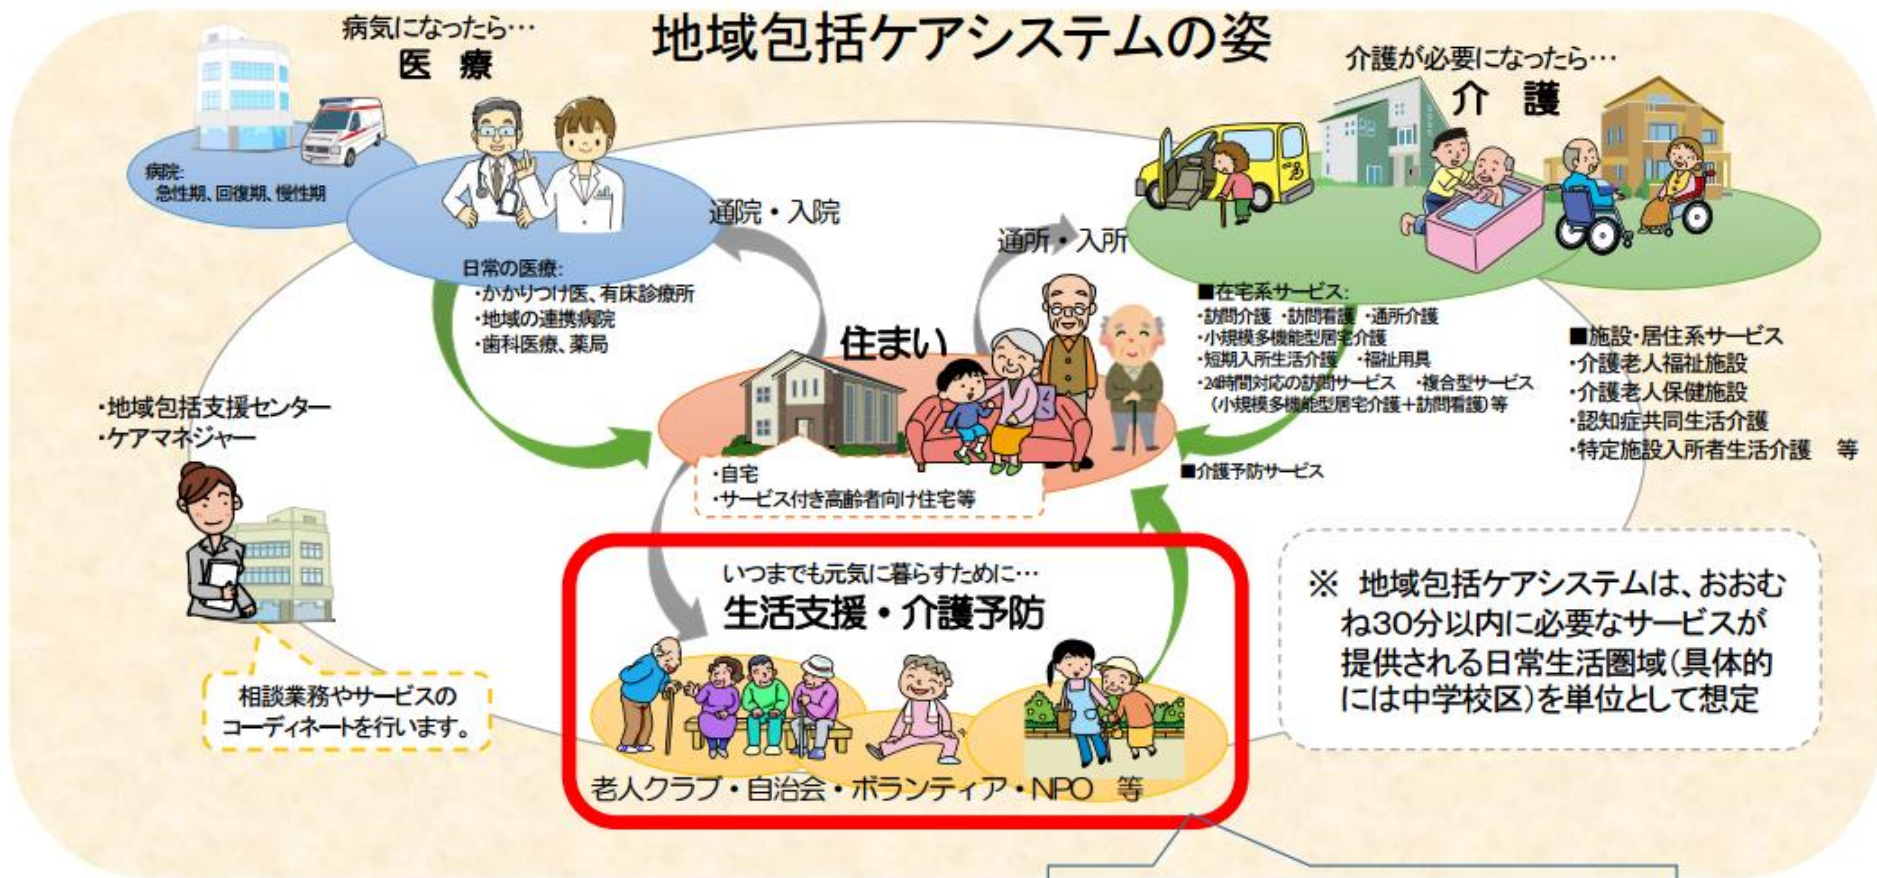 地域包括ケアシステムの姿
病気になったら…
医 療
病院:
急性期、回復期、慢性期
日常の医療:
・かかりつけ医、有床診療所
・地域の連携病院
・歯科医療、薬局
通院・入院
通所・入所
介護が必要になったら…
介 護
■在宅系サービス:
・訪問介護 ・訪問看護 ・通所介護
・小規模多機能型居宅介護
・短期入所生活介護 ・福祉用具
・24時間対応の訪問サービス ・複合型サービス
(小規模多機能型居宅介護+訪問看護)等
■介護予防サービス
■施設・居住系サービス
・介護老人福祉施設
・介護老人保健施設
・認知症共同生活介護
・特定施設入所者生活介護 等
住まい
・自宅
・サービス付き高齢者向け住宅等
・地域包括支援センター
・ケアマネジャー
相談業務やサービスの
コーディネートを行います。
いつまでも元気に暮らすために…
生活支援・介護予防
老人クラブ・自治会・ボランティア・NPO 等
※ 地域包括ケアシステムは、おおむ
ね30分以内に必要なサービスが
提供される日常生活圏域(具体的
には中学校区)を単位として想定